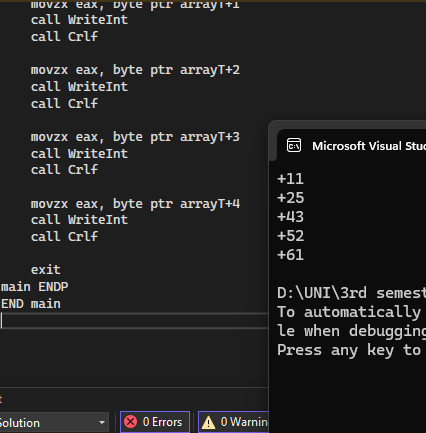 movzx eax, byte ptr arrayT+1
call WriteInt
call Crlf
movzx eax, byte ptr arrayT+2
call WriteInt
call Crlf
movzx eax, byte ptr arrayT+3
call WriteInt
call Crlf
movzx eax, byte ptr arrayT+4
call WriteInt
call Crlf
exit
main ENDP
END main
Microsoft Visual Stud
+11
+25
+43
+52
+61
D:\UNI\3rd semest
To automatically
le when debugging
Press any key to
t
Solution
0 Errors
0 Warnin